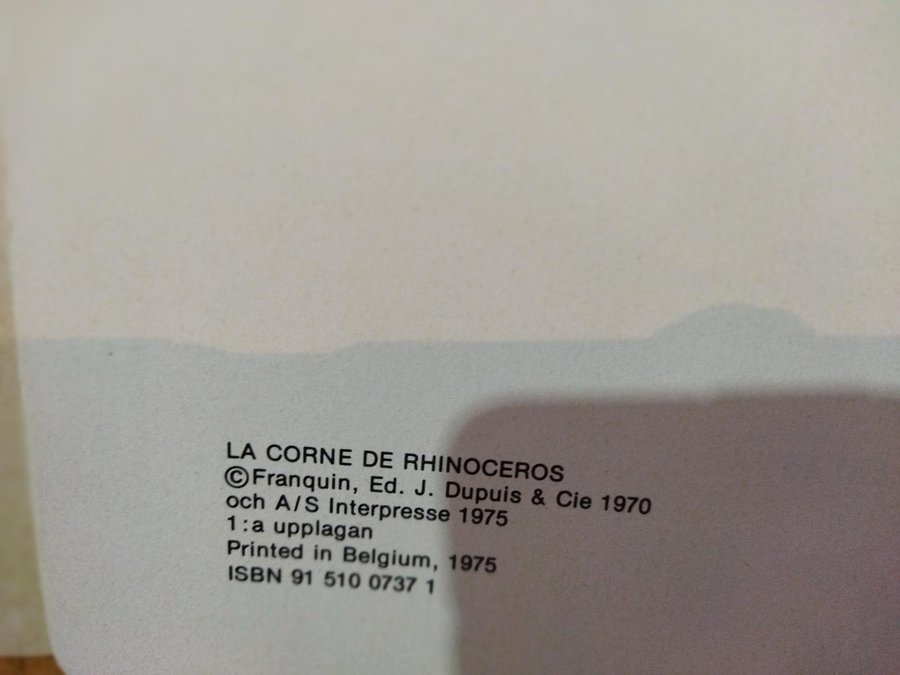 LA CORNE DE RHINOCEROS
©Franquin, Ed. J. Dupuis & Cie 1970
och A/S Interpresse 1975
1:a upplagan
Printed in Belgium, 1975
ISBN 91 510 0737 1